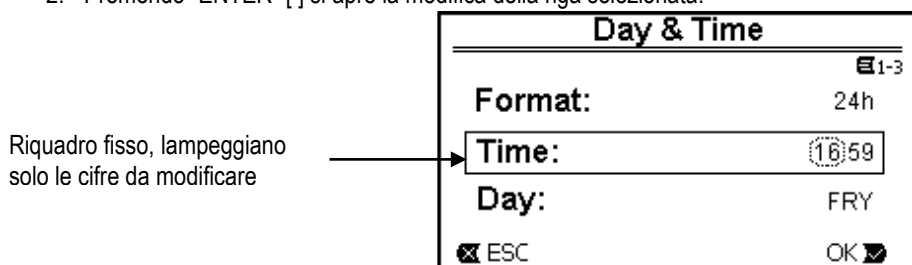 Day & Time
1-3
Format: 24h
Riquadro fisso, lampeggiano
solo le cifre da modificare
Time: 16:59
Day: FRY
ESC OK